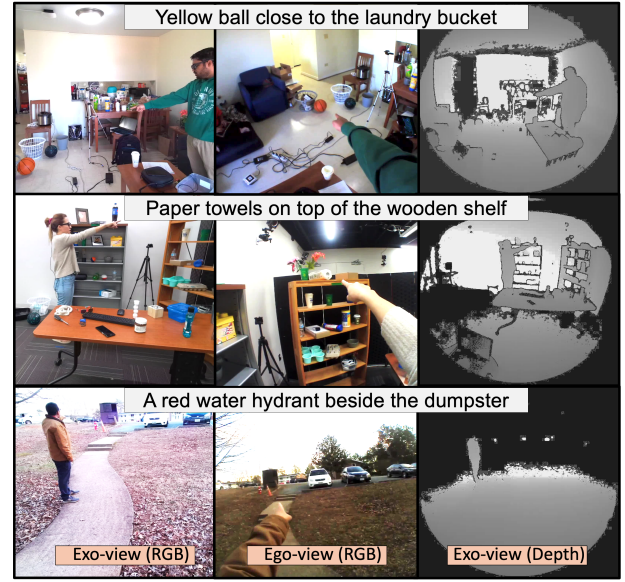 Yellow ball close to the laundry bucket
Paper towels on top of the wooden shelf
A red water hydrant beside the dumpster
Exo-view (RGB)
Ego-view (RGB)
Exo-view (Depth)